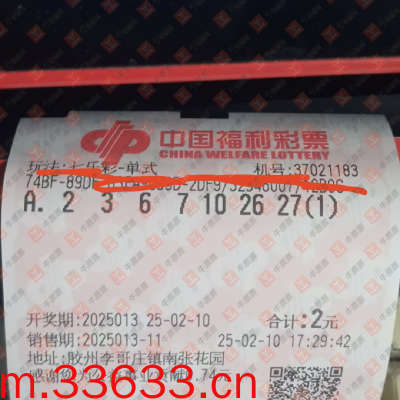 中国福利彩票
CHINA WELFARE LOTTERY
玩法:七乐彩-单式 机号:37021183
A. 2 3 6 7 10 26 27(1)
开奖期:2025013 25-02-10 合计:2元
销售期:2025013-11 25-02-10 17:29:42
地址:胶州李哥庄镇南张花园
m.33633.cn